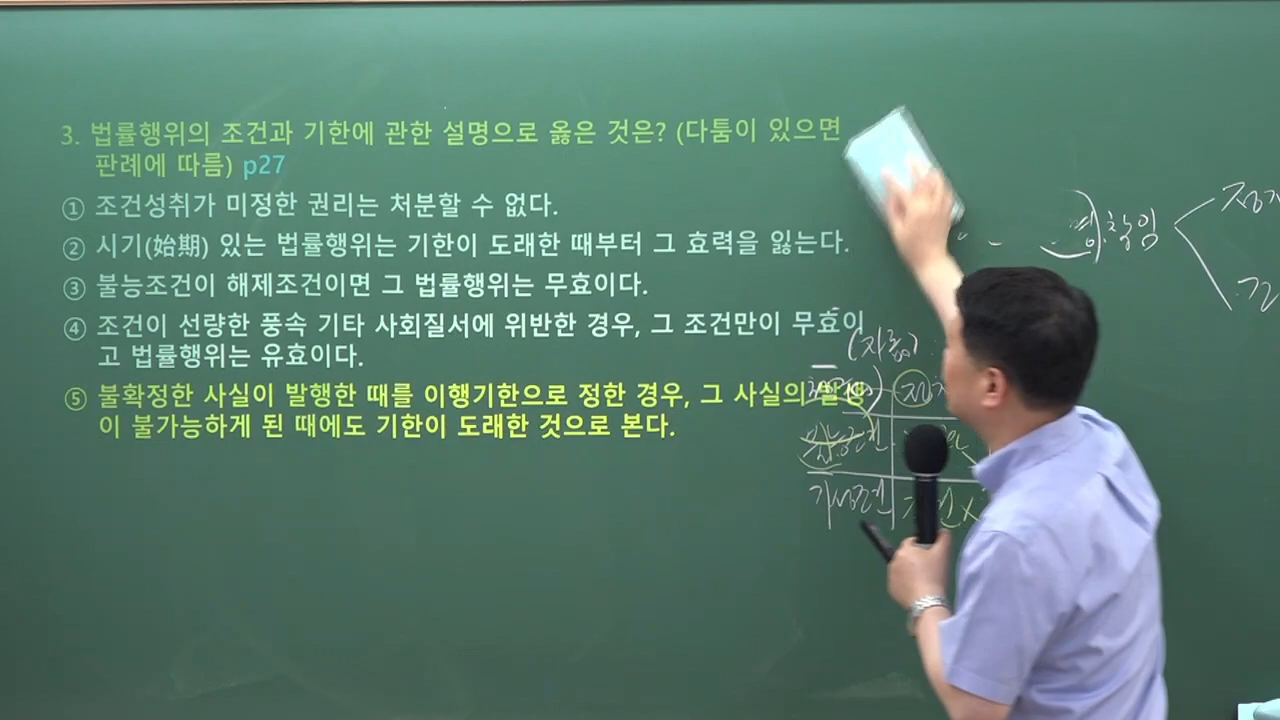 3. 법률행위의 조건과 기한에 관한 설명으로 옳은 것은? (다툼이 있으면
판례에 따름) p27
① 조건성취가 미정한 권리는 처분할 수 없다.
② 시기(始期) 있는 법률행위는 기한이 도래한 때부터 그 효력을 잃는다.
③ 불능조건이 해제조건이면 그 법률행위는 무효이다.
④ 조건이 선량한 풍속 기타 사회질서에 위반한 경우, 그 조건만이 무효이
고 법률행위는 유효이다.
⑤ 불확정한 사실이 발행한 때를 이행기한으로 정한 경우, 그 사실의 발생
이 불가능하게 된 때에도 기한이 도래한 것으로 본다.
기성조건